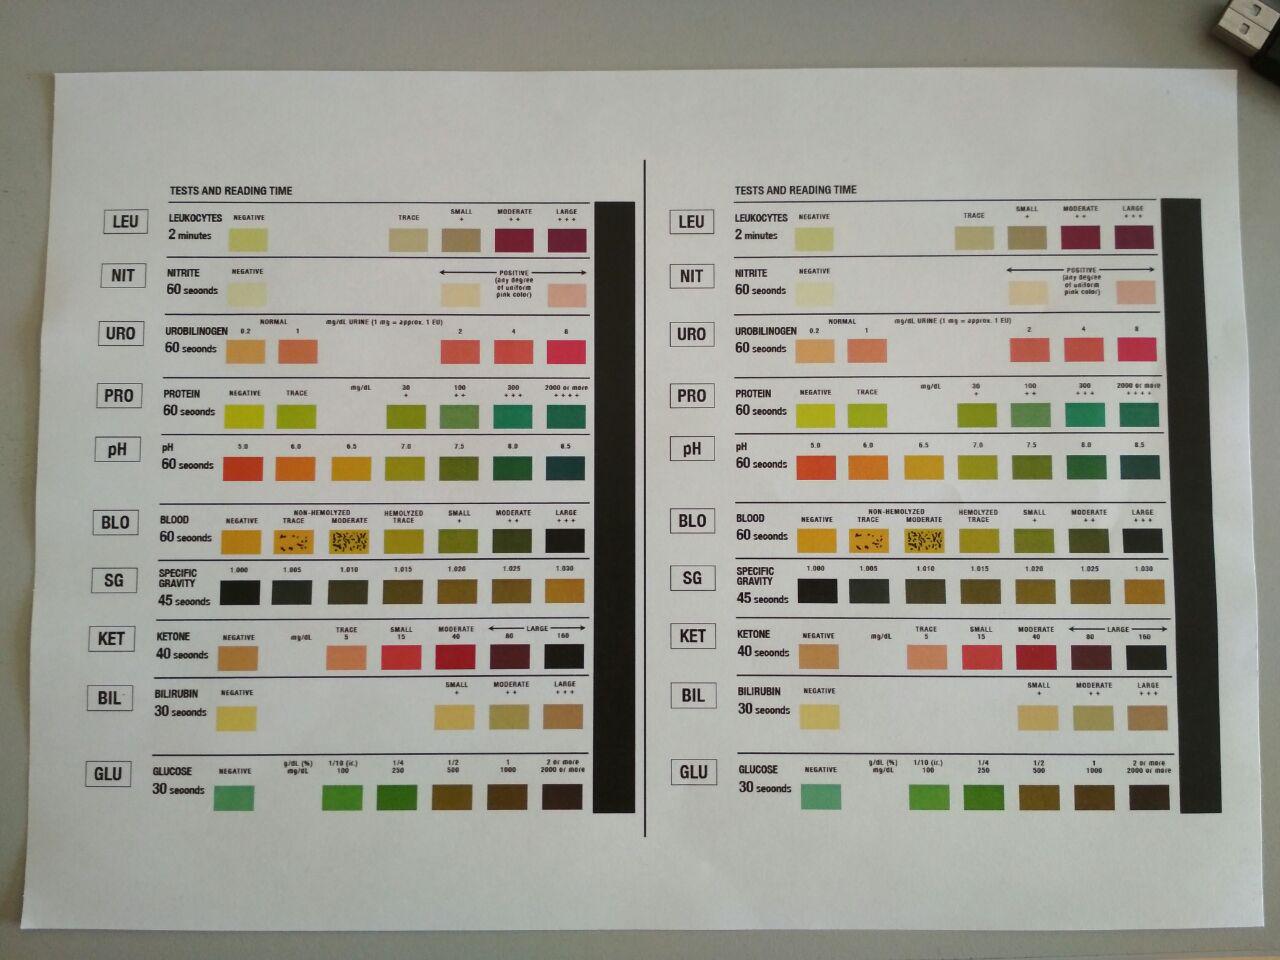 TESTS AND READING TIME
LEU
LEUKOCYTES
2 minutes
NEGATIVE
TRACE
SMALL
+
MODERATE
+ +
LARGE
+ + +
NIT
NITRITE
60 seconds
NEGATIVE
POSITIVE
(any degree
of uniform
pink color)
URO
UROBILINOGEN
60 seconds
NORMAL
mg/dL URINE (1 mg = approx. 1 EU)
0.2 1 2 4 8
PRO
PROTEIN
60 seconds
NEGATIVE
TRACE
mg/dL
30
+
100
+ +
300
+ + +
2000 or more
+ + + +
pH
pH
60 seconds
5.0 6.0 6.5 7.0 7.5 8.0 8.5
BLO
BLOOD
60 seconds
NEGATIVE
NON-HEMOLYZED
TRACE MODERATE
HEMOLYZED
TRACE
SMALL
+
MODERATE
+ +
LARGE
+ + +
SG
SPECIFIC
GRAVITY
45 seconds
1.000 1.005 1.010 1.015 1.020 1.025 1.030
KET
KETONE
40 seconds
NEGATIVE
mg/dL
TRACE
5
SMALL
15
MODERATE
40
LARGE
80 160
BIL
BILIRUBIN
30 seconds
NEGATIVE
SMALL
+
MODERATE
+ +
LARGE
+ + +
GLU
GLUCOSE
30 seconds
NEGATIVE
g/dL (%)
mg/dL
1/10 (tr.)
100
1/4
250
1/2
500
1
1000
2 or more
2000 or more
TESTS AND READING TIME
LEU
LEUKOCYTES
2 minutes
NEGATIVE
TRACE
SMALL
+
MODERATE
+ +
LARGE
+ + +
NIT
NITRITE
60 seconds
NEGATIVE
POSITIVE
(any degree
of uniform
pink color)
URO
UROBILINOGEN
60 seconds
NORMAL
mg/dL URINE (1 mg = approx. 1 EU)
0.2 1 2 4 8
PRO
PROTEIN
60 seconds
NEGATIVE
TRACE
mg/dL
30
+
100
+ +
300
+ + +
2000 or more
+ + + +
pH
pH
60 seconds
5.0 6.0 6.5 7.0 7.5 8.0 8.5
BLO
BLOOD
60 seconds
NEGATIVE
NON-HEMOLYZED
TRACE MODERATE
HEMOLYZED
TRACE
SMALL
+
MODERATE
+ +
LARGE
+ + +
SG
SPECIFIC
GRAVITY
45 seconds
1.000 1.005 1.010 1.015 1.020 1.025 1.030
KET
KETONE
40 seconds
NEGATIVE
mg/dL
TRACE
5
SMALL
15
MODERATE
40
LARGE
80 160
BIL
BILIRUBIN
30 seconds
NEGATIVE
SMALL
+
MODERATE
+ +
LARGE
+ + +
GLU
GLUCOSE
30 seconds
NEGATIVE
g/dL (%)
mg/dL
1/10 (tr.)
100
1/4
250
1/2
500
1
1000
2 or more
2000 or more